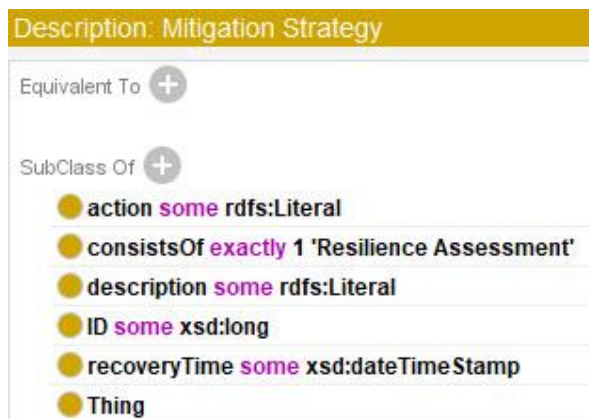 Description: Mitigation Strategy
Equivalent To
SubClass Of
action some rdfs:Literal
consistsOf exactly 1 'Resilience Assessment'
description some rdfs:Literal
ID some xsd:long
recoveryTime some xsd:dateTimeStamp
Thing